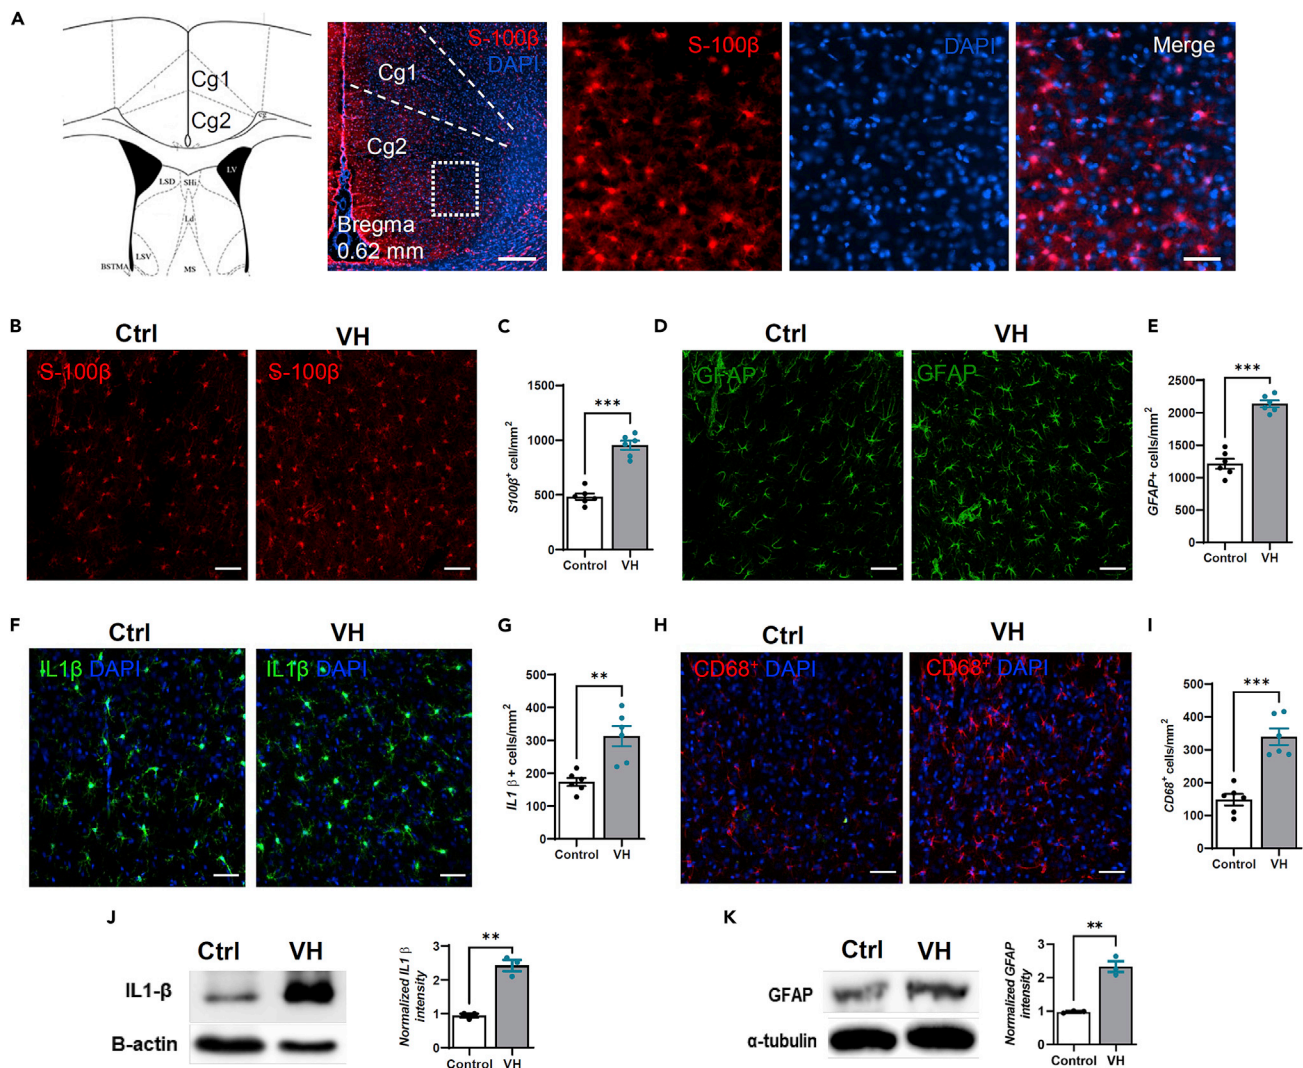 A
Cg1
Cg2
LSD
SHi
LV
Ld
LSV
MS
BSTMA
S-100β
DAPI
Cg1
Cg2
Bregma
0.62 mm
S-100β
DAPI
Merge
B
Ctrl
VH
S-100β
S-100β
C
1500
1000
500
0
S100β+ cell/mm2
***
Control
VH
D
Ctrl
VH
GFAP
GFAP
E
2500
2000
1500
1000
500
0
GFAP+ cells/mm2
***
Control
VH
F
Ctrl
VH
IL1β DAPI
IL1β DAPI
G
500
400
300
200
100
0
IL1 β+ cells/mm2
**
Control
VH
H
Ctrl
VH
CD68+ DAPI
CD68+ DAPI
I
500
400
300
200
100
0
CD68+ cells/mm2
***
Control
VH
J
Ctrl
VH
IL1-β
B-actin
3
2
1
0
Normalized IL1 β
intensity
**
Control
VH
K
Ctrl
VH
GFAP
α-tubulin
3
2
1
0
Normalized GFAP
intensity
**
Control
VH